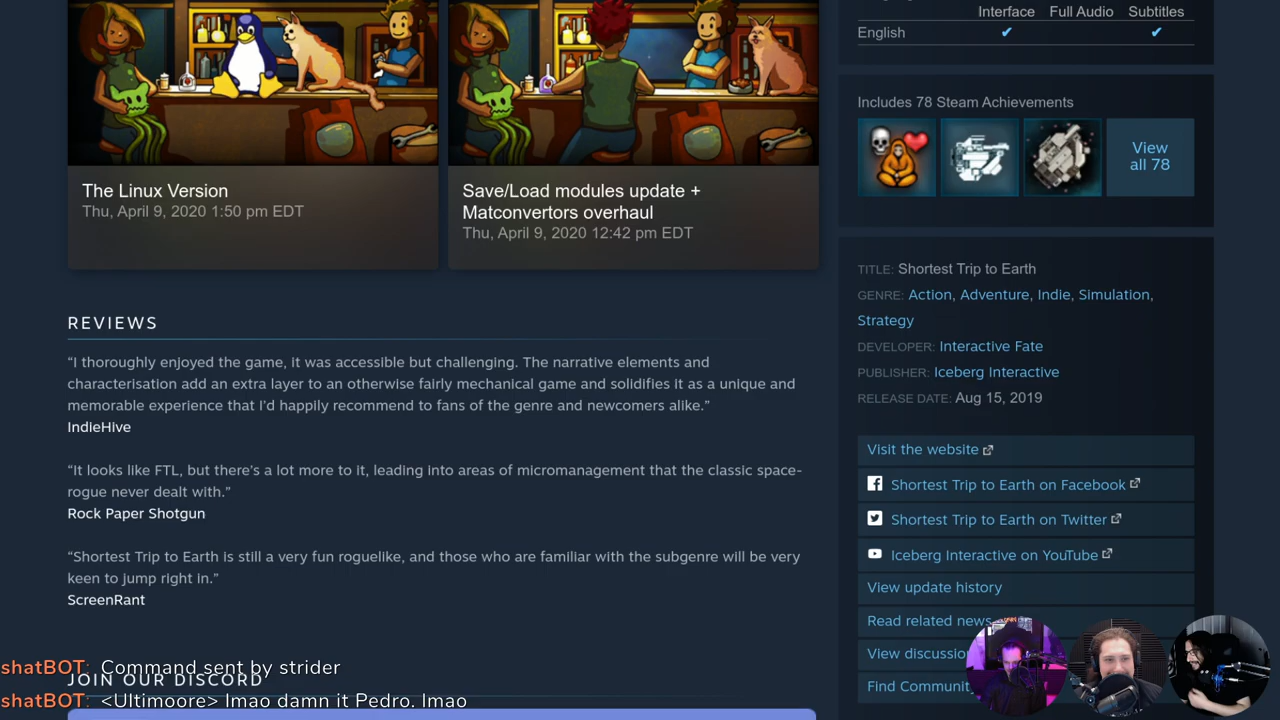 Interface Full Audio Subtitles
English ✔ ✔
The Linux Version
Thu, April 9, 2020 1:50 pm EDT
Save/Load modules update +
Matconvertors overhaul
Thu, April 9, 2020 12:42 pm EDT
Includes 78 Steam Achievements
View
all 78
REVIEWS
“I thoroughly enjoyed the game, it was accessible but challenging. The narrative elements and
characterisation add an extra layer to an otherwise fairly mechanical game and solidifies it as a unique and
memorable experience that I’d happily recommend to fans of the genre and newcomers alike.”
IndieHive
“It looks like FTL, but there’s a lot more to it, leading into areas of micromanagement that the classic space-
rogue never dealt with.”
Rock Paper Shotgun
“Shortest Trip to Earth is still a very fun roguelike, and those who are familiar with the subgenre will be very
keen to jump right in.”
ScreenRant
JOIN OUR DISCORD
TITLE: Shortest Trip to Earth
GENRE: Action, Adventure, Indie, Simulation,
Strategy
DEVELOPER: Interactive Fate
PUBLISHER: Iceberg Interactive
RELEASE DATE: Aug 15, 2019
Visit the website
Shortest Trip to Earth on Facebook
Shortest Trip to Earth on Twitter
Iceberg Interactive on YouTube
View update history
Read related news
View discussion
Find Communit
shatBOT: Command sent by strider
shatBOT: <Ultimoore> lmao damn it Pedro. lmao